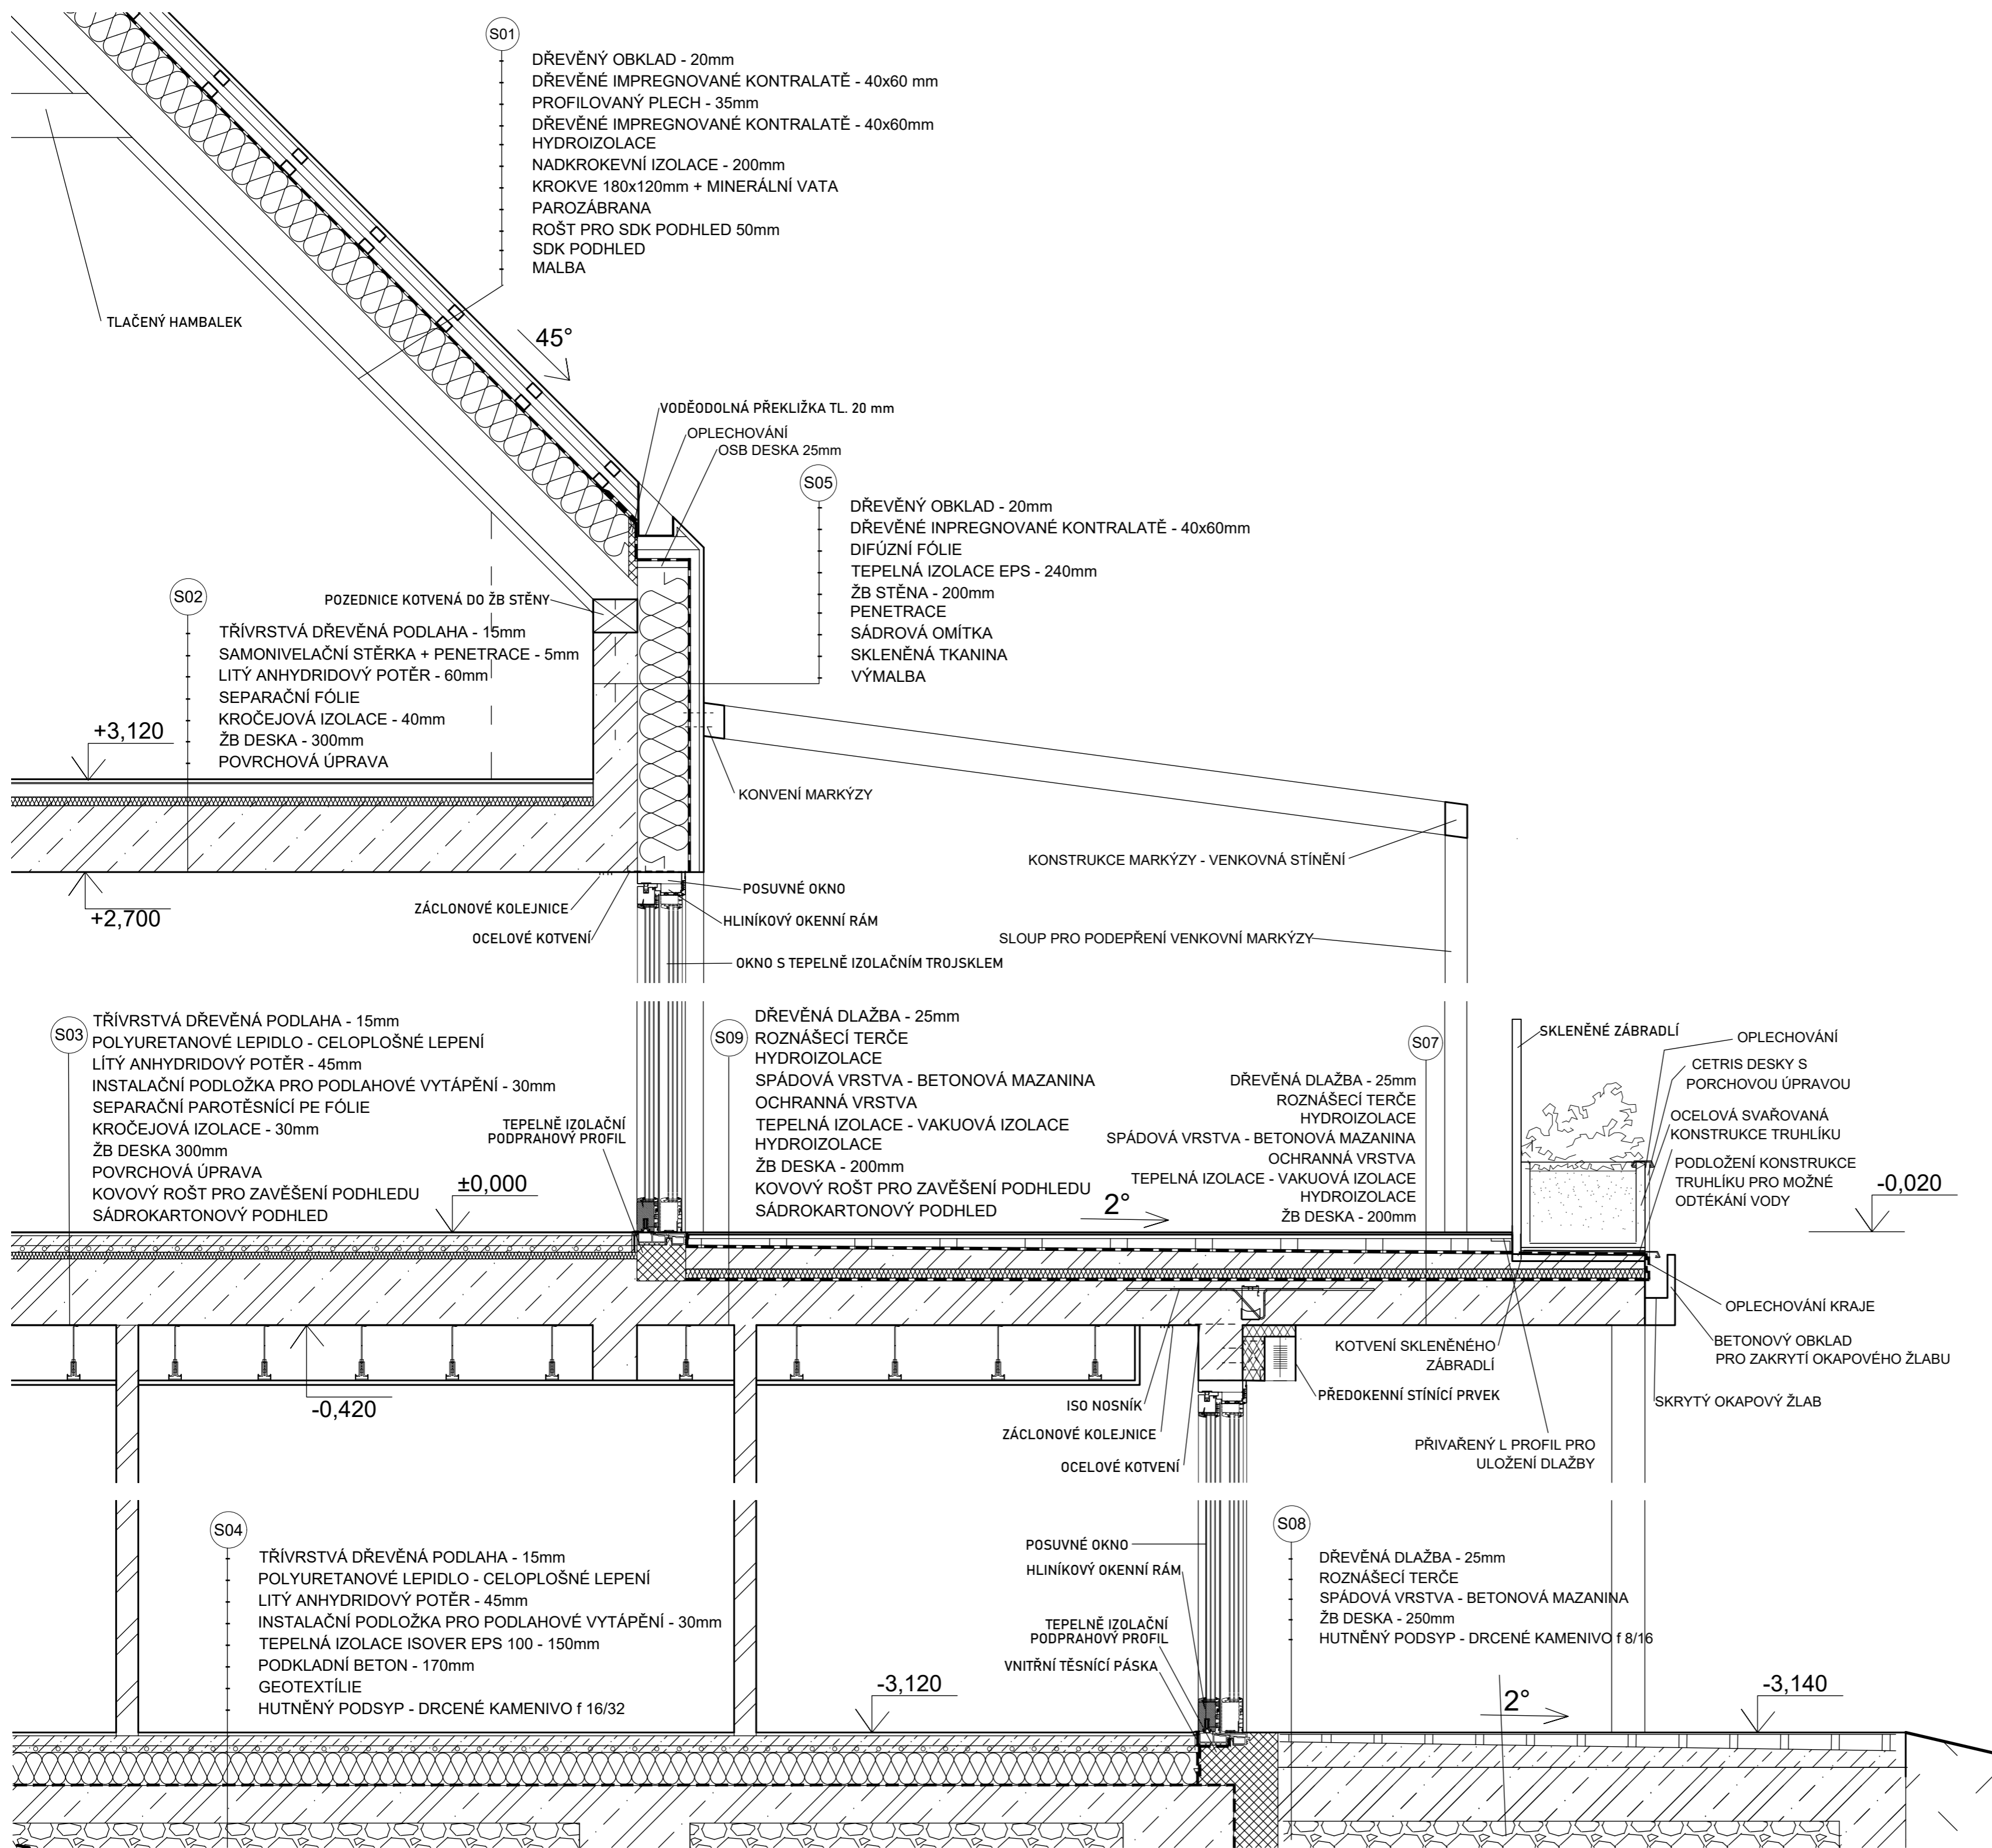 S01
DŘEVĚNÝ OBKLAD - 20mm
DŘEVĚNÉ IMPREGNOVANÉ KONTRALATĚ - 40x60 mm
PROFILOVANÝ PLECH - 35mm
DŘEVĚNÉ IMPREGNOVANÉ KONTRALATĚ - 40x60mm
HYDROIZOLACE
NADKROKEVNÍ IZOLACE - 200mm
KROKVE 180x120mm + MINERÁLNÍ VATA
PAROZÁBRANA
ROŠT PRO SDK PODHLED 50mm
SDK PODHLED
MALBA
TLAČENÝ HAMBALEK
45°
VODĚODOLNÁ PŘEKLIŽKA TL. 20 mm
OPLECHOVÁNÍ
OSB DESKA 25mm
S05
DŘEVĚNÝ OBKLAD - 20mm
DŘEVĚNÉ INPREGNOVANÉ KONTRALATĚ - 40x60mm
DIFÚZNÍ FÓLIE
TEPELNÁ IZOLACE EPS - 240mm
ŽB STĚNA - 200mm
PENETRACE
SÁDROVÁ OMÍTKA
SKLENĚNÁ TKANINA
VÝMALBA
S02
POZEDNICE KOTVENÁ DO ŽB STĚNY
TŘÍVRSTVÁ DŘEVĚNÁ PODLAHA - 15mm
SAMONIVELAČNÍ STĚRKA + PENETRACE - 5mm
LITÝ ANHYDRIDOVÝ POTĚR - 60mm
SEPARAČNÍ FÓLIE
KROČEJOVÁ IZOLACE - 40mm
ŽB DESKA - 300mm
POVRCHOVÁ ÚPRAVA
+3,120
KONVENÍ MARKÝZY
KONSTRUKCE MARKÝZY - VENKOVNÁ STÍNĚNÍ
+2,700
POSUVNÉ OKNO
ZÁCLONOVÉ KOLEJNICE
HLINÍKOVÝ OKENNÍ RÁM
OCELOVÉ KOTVENÍ
SLOUP PRO PODEPŘENÍ VENKOVNÍ MARKÝZY
OKNO S TEPELNĚ IZOLAČNÍM TROJSKLEM
S03
TŘÍVRSTVÁ DŘEVĚNÁ PODLAHA - 15mm
POLYURETANOVÉ LEPIDLO - CELOPLOŠNÉ LEPENÍ
LÍTÝ ANHYDRIDOVÝ POTĚR - 45mm
INSTALAČNÍ PODLOŽKA PRO PODLAHOVÉ VYTÁPĚNÍ - 30mm
SEPARAČNÍ PAROTĚSNÍCÍ PE FÓLIE
KROČEJOVÁ IZOLACE - 30mm
ŽB DESKA 300mm
POVRCHOVÁ ÚPRAVA
KOVOVÝ ROŠT PRO ZAVĚŠENÍ PODHLEDU
SÁDROKARTONOVÝ PODHLED
TEPELNĚ IZOLAČNÍ
PODPRAHOVÝ PROFIL
±0,000
S09
DŘEVĚNÁ DLAŽBA - 25mm
ROZNÁŠECÍ TERČE
HYDROIZOLACE
SPÁDOVÁ VRSTVA - BETONOVÁ MAZANINA
OCHRANNÁ VRSTVA
TEPELNÁ IZOLACE - VAKUOVÁ IZOLACE
HYDROIZOLACE
ŽB DESKA - 200mm
KOVOVÝ ROŠT PRO ZAVĚŠENÍ PODHLEDU
SÁDROKARTONOVÝ PODHLED
2°
S07
DŘEVĚNÁ DLAŽBA - 25mm
ROZNÁŠECÍ TERČE
HYDROIZOLACE
SPÁDOVÁ VRSTVA - BETONOVÁ MAZANINA
OCHRANNÁ VRSTVA
TEPELNÁ IZOLACE - VAKUOVÁ IZOLACE
HYDROIZOLACE
ŽB DESKA - 200mm
SKLENĚNÉ ZÁBRADLÍ
OPLECHOVÁNÍ
CETRIS DESKY S
PORCHOVOU ÚPRAVOU
OCELOVÁ SVAŘOVANÁ
KONSTRUKCE TRUHLÍKU
PODLOŽENÍ KONSTRUKCE
TRUHLÍKU PRO MOŽNÉ
ODTÉKÁNÍ VODY
-0,020
OPLECHOVÁNÍ KRAJE
BETONOVÝ OBKLAD
PRO ZAKRYTÍ OKAPOVÉHO ŽLABU
SKRYTÝ OKAPOVÝ ŽLAB
KOTVENÍ SKLENĚNÉHO
ZÁBRADLÍ
PŘEDOKENNÍ STÍNÍCÍ PRVEK
-0,420
ISO NOSNÍK
ZÁCLONOVÉ KOLEJNICE
OCELOVÉ KOTVENÍ
PŘIVAŘENÝ L PROFIL PRO
ULOŽENÍ DLAŽBY
S04
TŘÍVRSTVÁ DŘEVĚNÁ PODLAHA - 15mm
POLYURETANOVÉ LEPIDLO - CELOPLOŠNÉ LEPENÍ
LITÝ ANHYDRIDOVÝ POTĚR - 45mm
INSTALAČNÍ PODLOŽKA PRO PODLAHOVÉ VYTÁPĚNÍ - 30mm
TEPELNÁ IZOLACE ISOVER EPS 100 - 150mm
PODKLADNÍ BETON - 170mm
GEOTEXTÍLIE
HUTNĚNÝ PODSYP - DRCENÉ KAMENIVO f 16/32
POSUVNÉ OKNO
HLINÍKOVÝ OKENNÍ RÁM
TEPELNĚ IZOLAČNÍ
PODPRAHOVÝ PROFIL
VNITŘNÍ TĚSNÍCÍ PÁSKA
-3,120
S08
DŘEVĚNÁ DLAŽBA - 25mm
ROZNÁŠECÍ TERČE
SPÁDOVÁ VRSTVA - BETONOVÁ MAZANINA
ŽB DESKA - 250mm
HUTNĚNÝ PODSYP - DRCENÉ KAMENIVO f 8/16
2°
-3,140